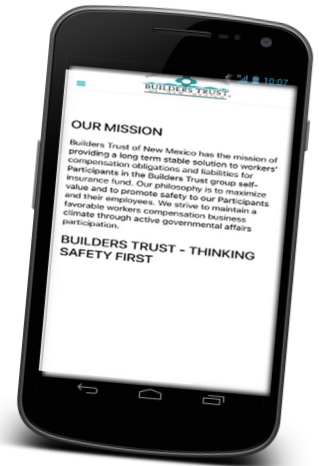 10:07
BUILDERS TRUST
OUR MISSION
Builders Trust of New Mexico has the mission of
providing a long term stable solution to workers'
compensation obligations and liabilities for
Participants in the Builders Trust group self-
insurance fund. Our philosophy is to maximize
value and to promote safety to our Participants
and their employees. We strive to maintain a
favorable workers compensation business
climate through active governmental affairs
participation.
BUILDERS TRUST - THINKING
SAFETY FIRST